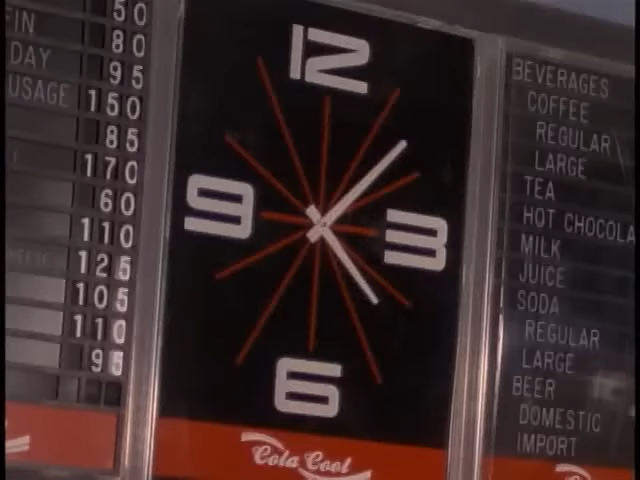 50
FIN 80
DAY 95
USAGE 150
85
170
60
110
125
105
110
95
12
9
3
6
Cola Cool
BEVERAGES
COFFEE
REGULAR
LARGE
TEA
HOT CHOCOLA
MILK
JUICE
SODA
REGULAR
LARGE
BEER
DOMESTIC
IMPORT